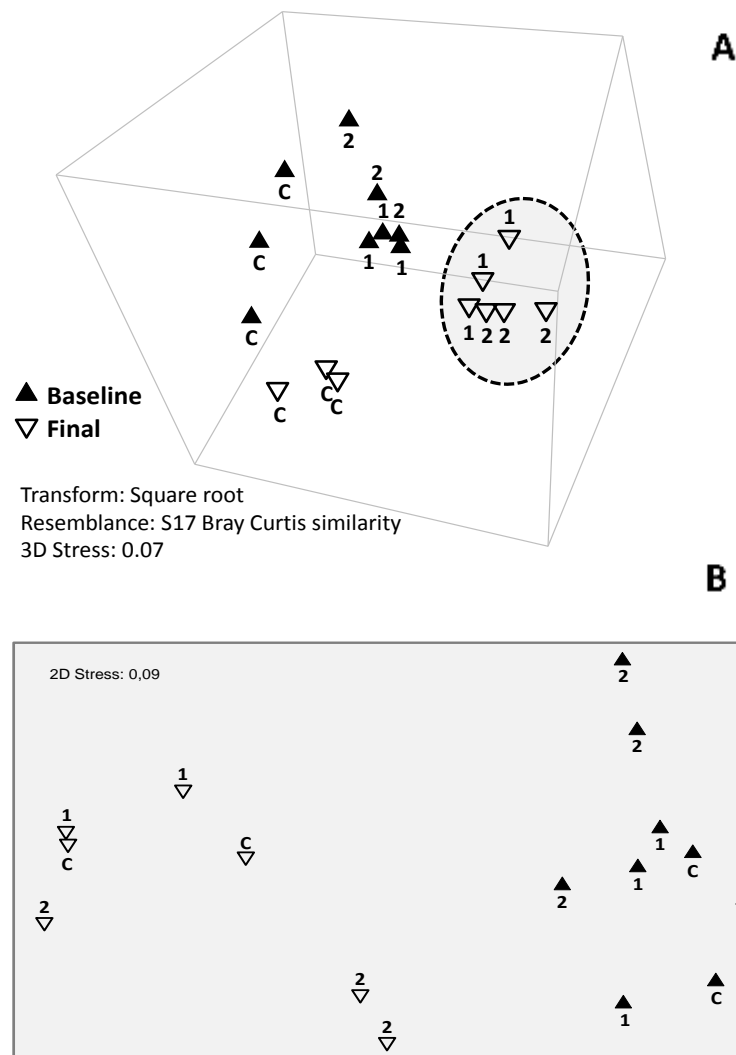 A
2
2
C
1 2
1
C
1
1
1
C
1 2 2 2
C
C C
Baseline
Final
Transform: Square root
Resemblance: S17 Bray Curtis similarity
3D Stress: 0.07
B
2D Stress: 0,09
2
2
1
1
C
1
C
C
1
2
2
2
C
1
2